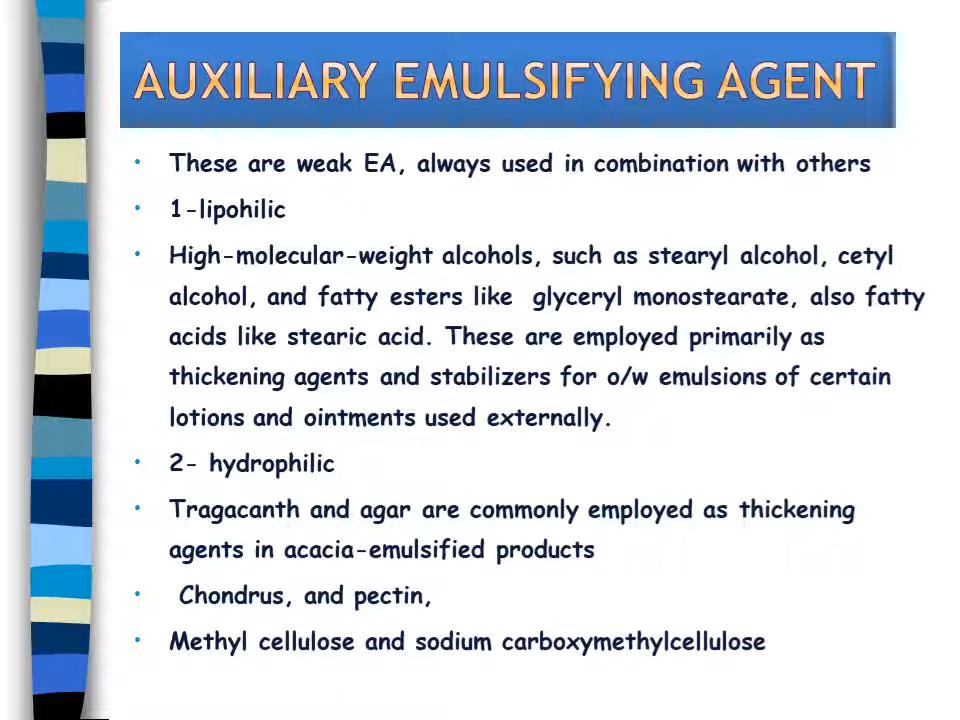 AUXILIARY EMULSIFYING AGENT
• These are weak EA, always used in combination with others
• 1-lipohilic
• High-molecular-weight alcohols, such as stearyl alcohol, cetyl
alcohol, and fatty esters like glyceryl monostearate, also fatty
acids like stearic acid. These are employed primarily as
thickening agents and stabilizers for o/w emulsions of certain
lotions and ointments used externally.
• 2- hydrophilic
• Tragacanth and agar are commonly employed as thickening
agents in acacia-emulsified products
• Chondrus, and pectin,
• Methyl cellulose and sodium carboxymethylcellulose